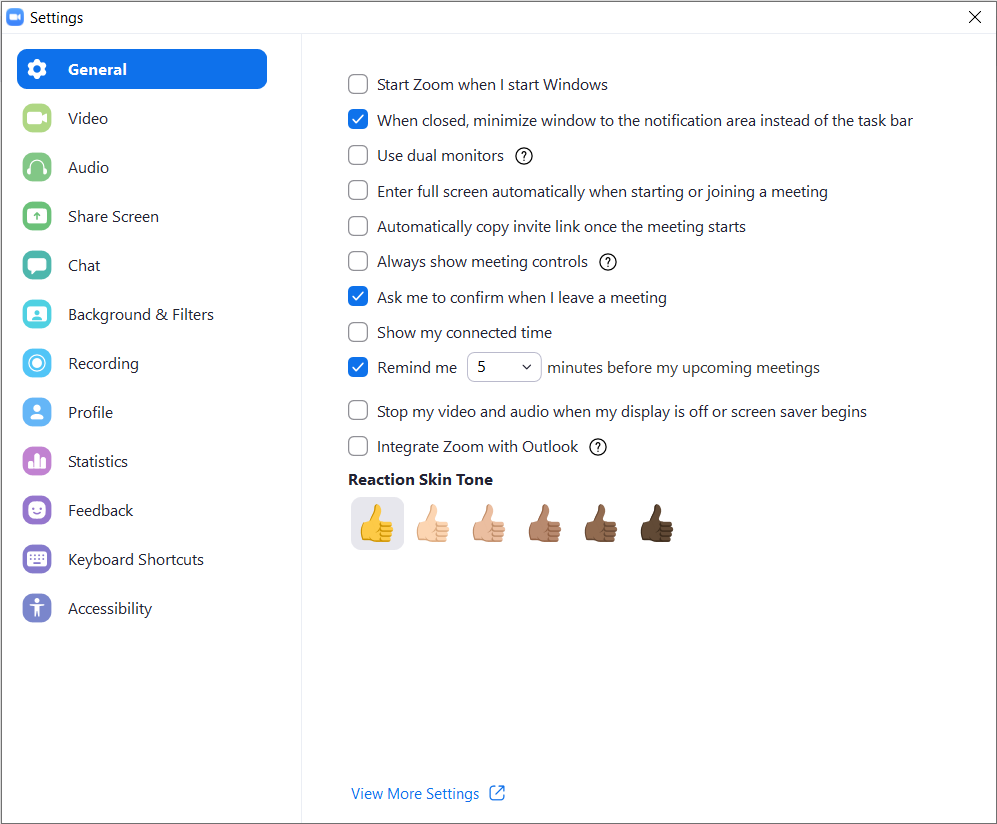 Settings
General
Video
Audio
Share Screen
Chat
Background & Filters
Recording
Profile
Statistics
Feedback
Keyboard Shortcuts
Accessibility
Start Zoom when I start Windows
When closed, minimize window to the notification area instead of the task bar
Use dual monitors ?
Enter full screen automatically when starting or joining a meeting
Automatically copy invite link once the meeting starts
Always show meeting controls ?
Ask me to confirm when I leave a meeting
Show my connected time
Remind me 5 minutes before my upcoming meetings
Stop my video and audio when my display is off or screen saver begins
Integrate Zoom with Outlook ?
Reaction Skin Tone
View More Settings